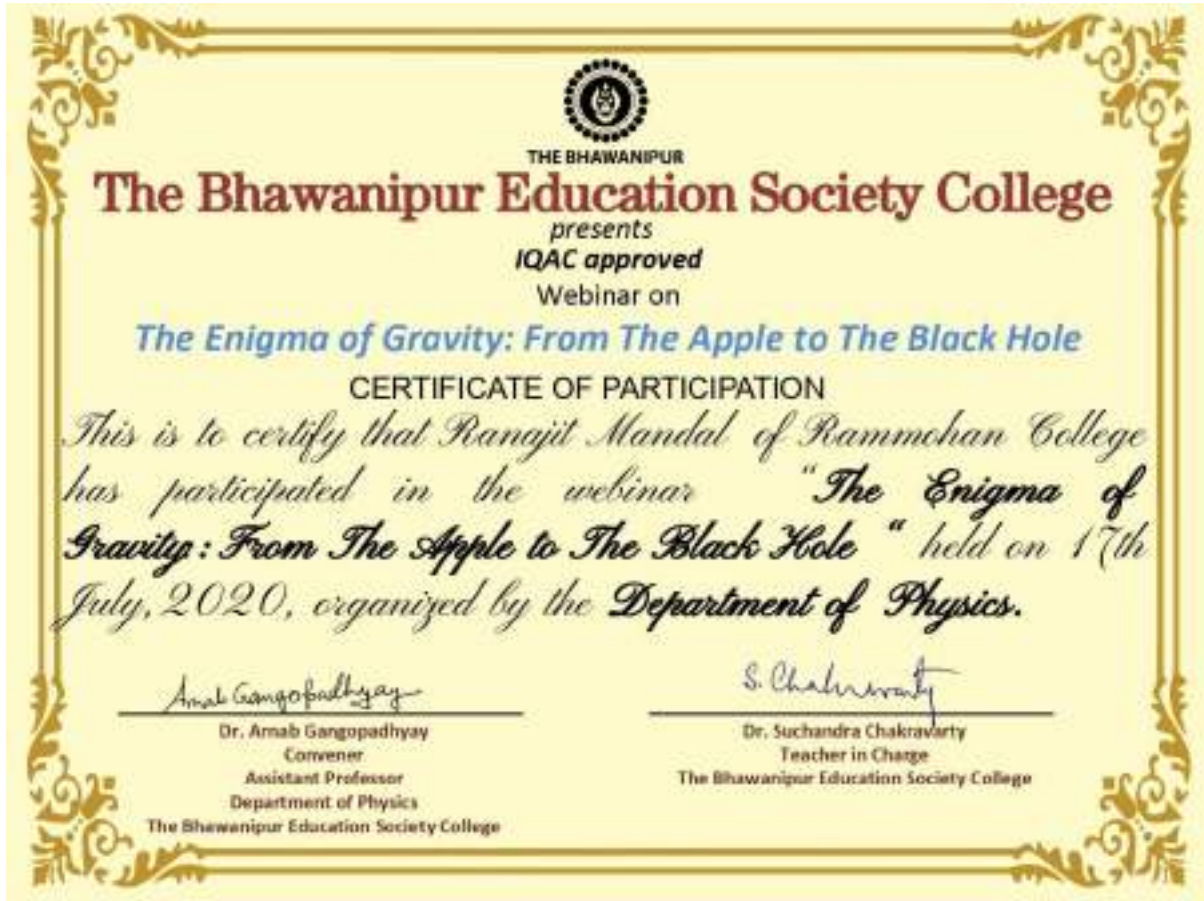 THE BHAWANIPUR
The Bhawanipur Education Society College
presents
IQAC approved
Webinar on
The Enigma of Gravity: From The Apple to The Black Hole
CERTIFICATE OF PARTICIPATION
This is to certify that Ranajit Mandal of Rammohan College
has participated in the webinar "The Enigma of
Gravity: From The Apple to The Black Hole " held on 17th
July, 2020, organized by the Department of Physics.
Arnab Gangopadhyay
S. Chakravarty
Dr. Arnab Gangopadhyay
Convener
Assistant Professor
Department of Physics
The Bhawanipur Education Society College
Dr. Suchandra Chakravarty
Teacher in Charge
The Bhawanipur Education Society College